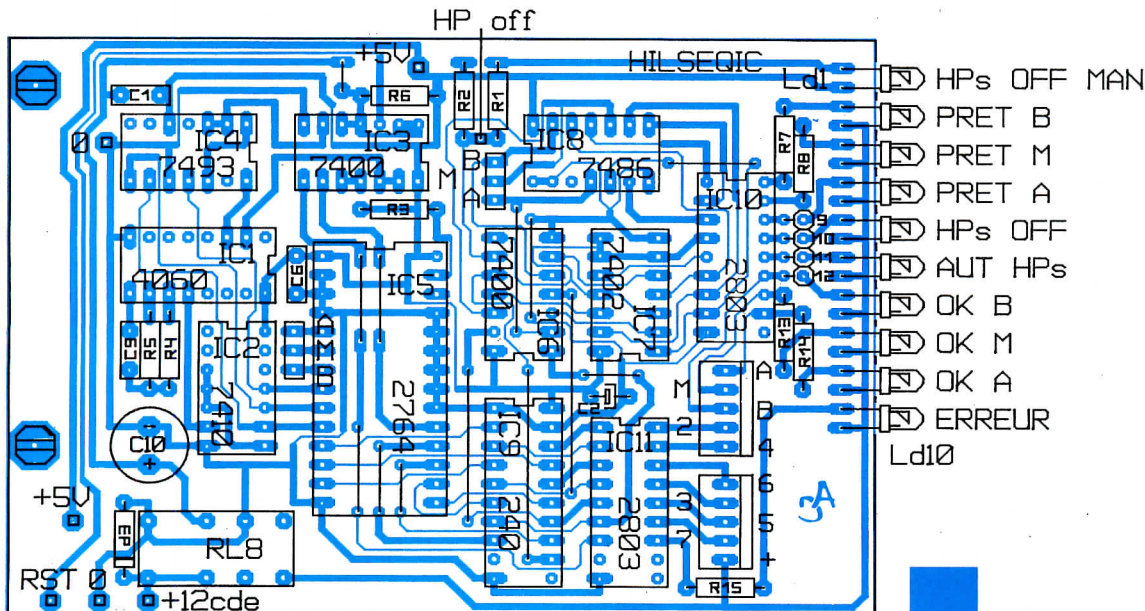 HP off
+5V
HILSEQIC
Ld1
HPs OFF MAN
C1
R6
R2
R1
PRET B
0
IC4
IC3
IC8
R7
R8
PRET M
7493
7400
M
B
A
7486
PRET A
R3
IC10
9
HPs OFF
10
IC1
4060
C6
IC5
7400
7402
2803
11
AUT HPs
12
OK B
C9
R5
R4
IC2
A
M
B
IC6
IC7
R13
R14
OK M
7410
2764
C2
A
M
OK A
C10
+
IC9
IC11
B
2
4
ERREUR
Ld10
+5V
6
3
5
7
+
3A
EP
RL8
240
2803
R15
RST 0
+12cde